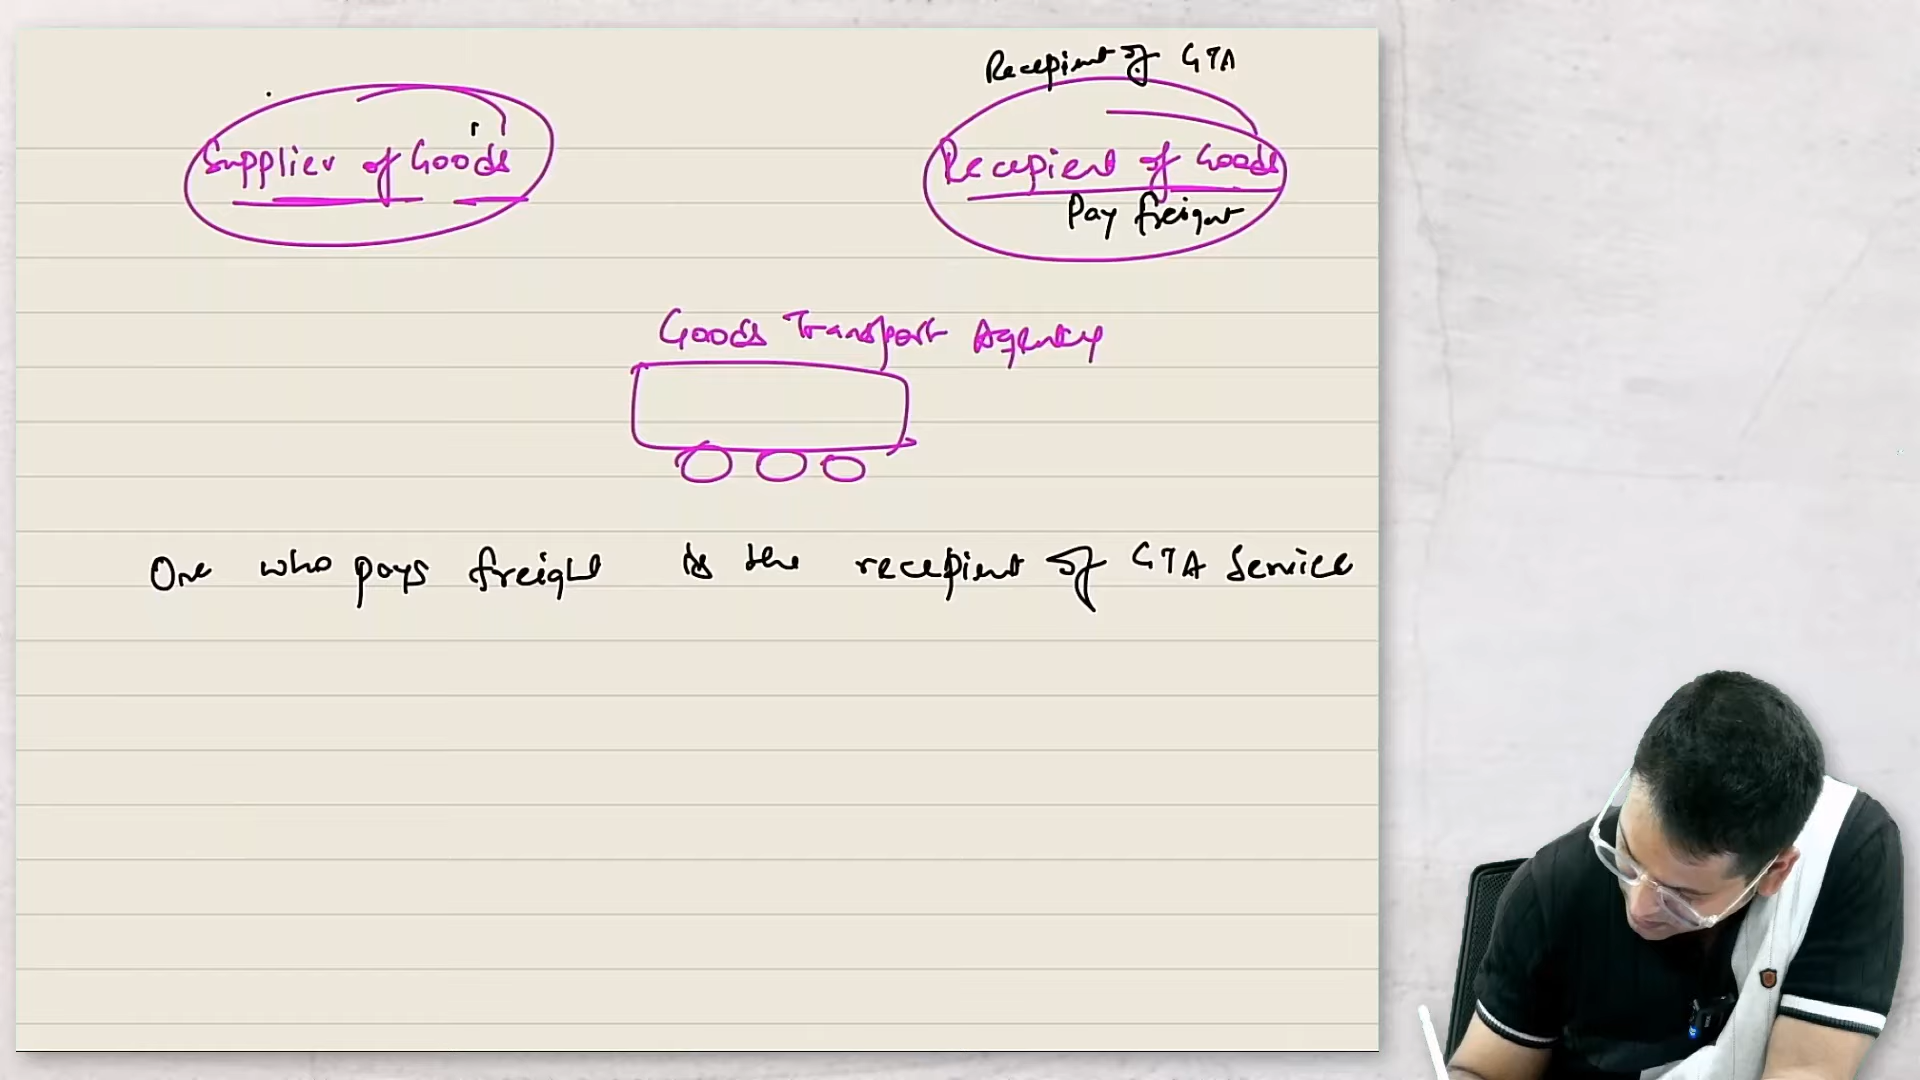 Recepient of GTA
Supplier of Goods
Recepient of Goods
Pay freight
Goods Transport Agency
One who pays freight is the recepient of GTA Service